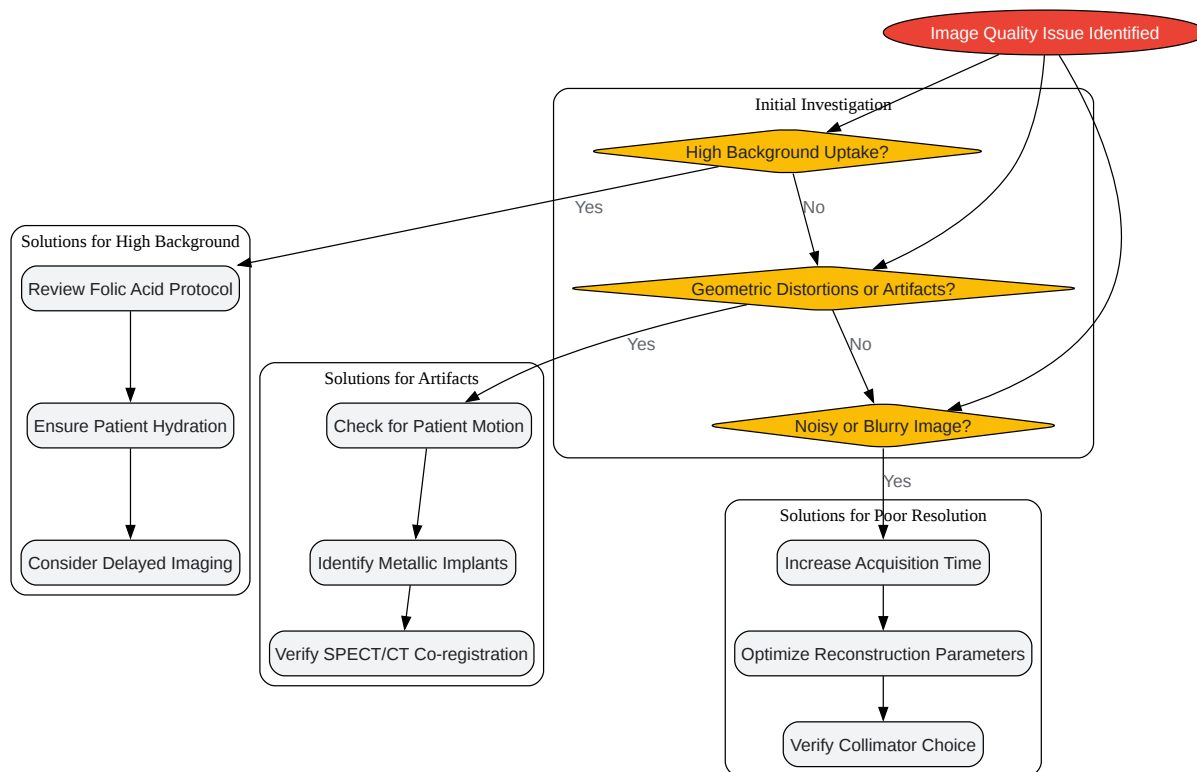 Image Quality Issue Identified
Initial Investigation
High Background Uptake?
Yes
No
Solutions for High Background
Review Folic Acid Protocol
Geometric Distortions or Artifacts?
Yes
No
Solutions for Artifacts
Ensure Patient Hydration
Check for Patient Motion
Noisy or Blurry Image?
Yes
Solutions for Poor Resolution
Consider Delayed Imaging
Identify Metallic Implants
Increase Acquisition Time
Verify SPECT/CT Co-registration
Optimize Reconstruction Parameters
Verify Collimator Choice